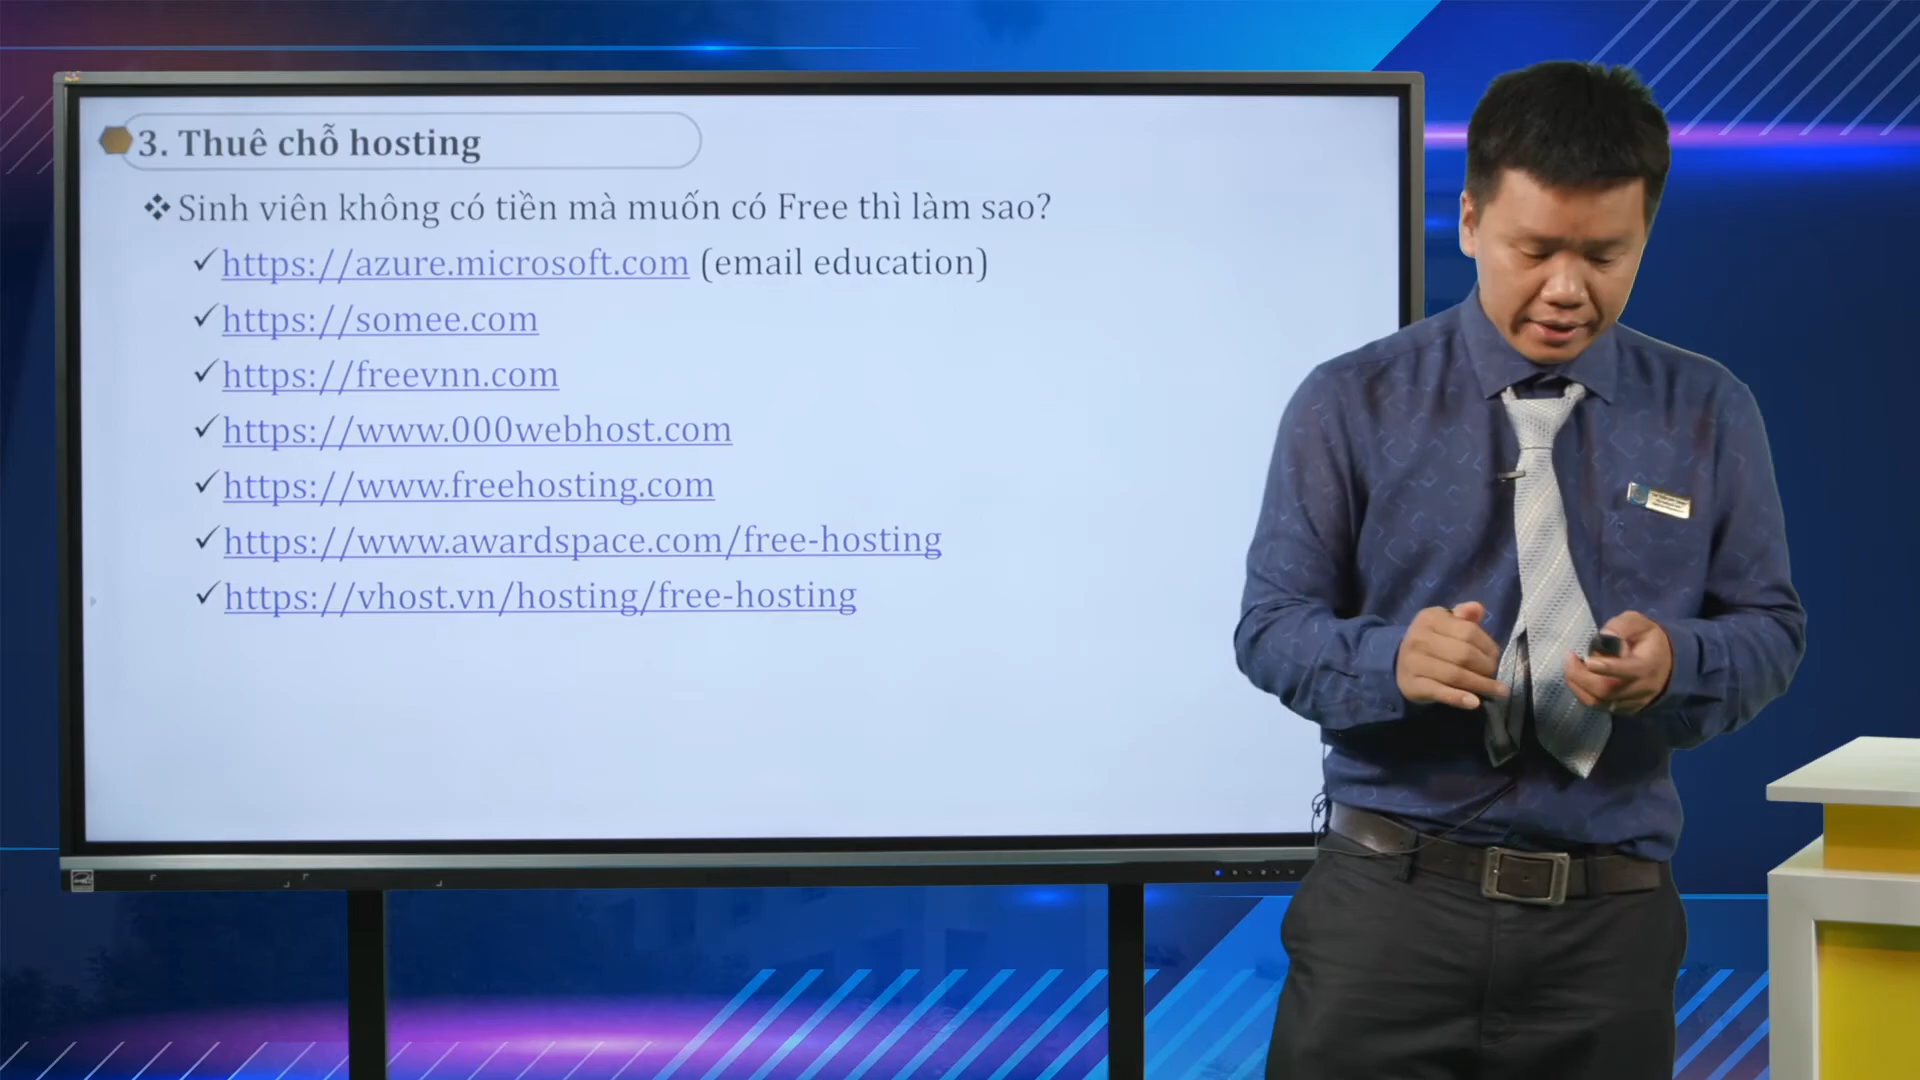 3. Thuê chỗ hosting
Sinh viên không có tiền mà muốn có Free thì làm sao?
https://azure.microsoft.com (email education)
https://somee.com
https://freevnn.com
https://www.000webhost.com
https://www.freehosting.com
https://www.awardspace.com/free-hosting
https://vhost.vn/hosting/free-hosting